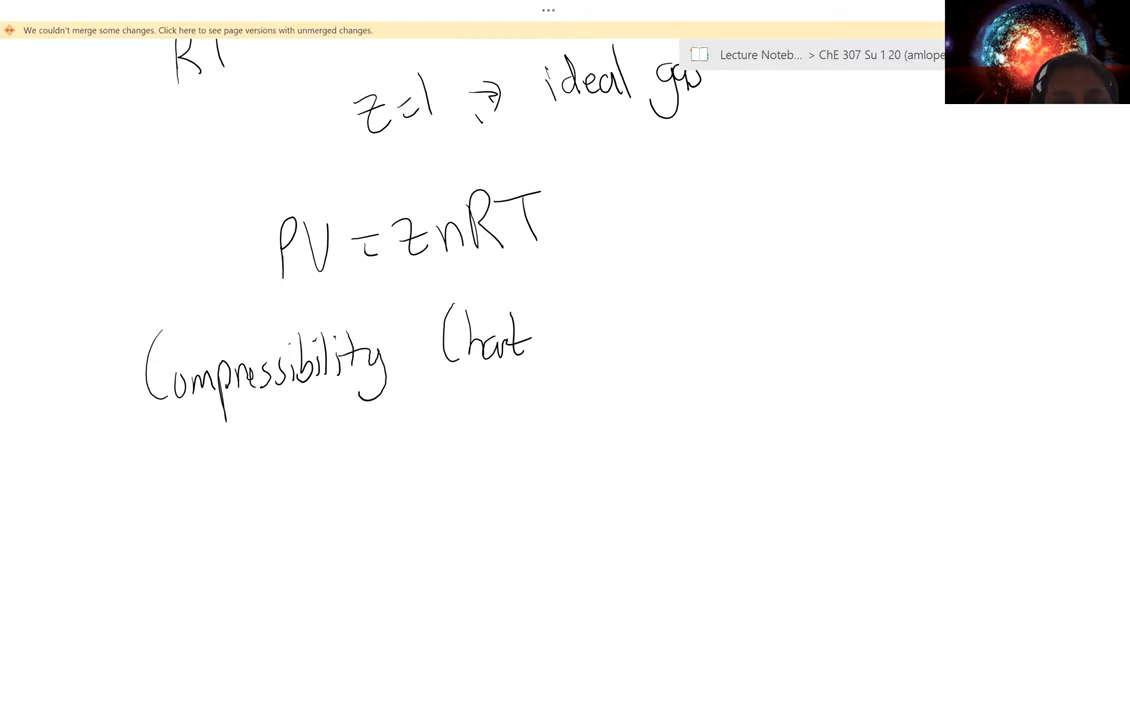 We couldn't merge some changes. Click here to see page versions with unmerged changes.
Lecture Noteb... > ChE 307 Su 1 20 (amlope
RT
z=1 → ideal gas
PV = znRT
Compressibility Chart